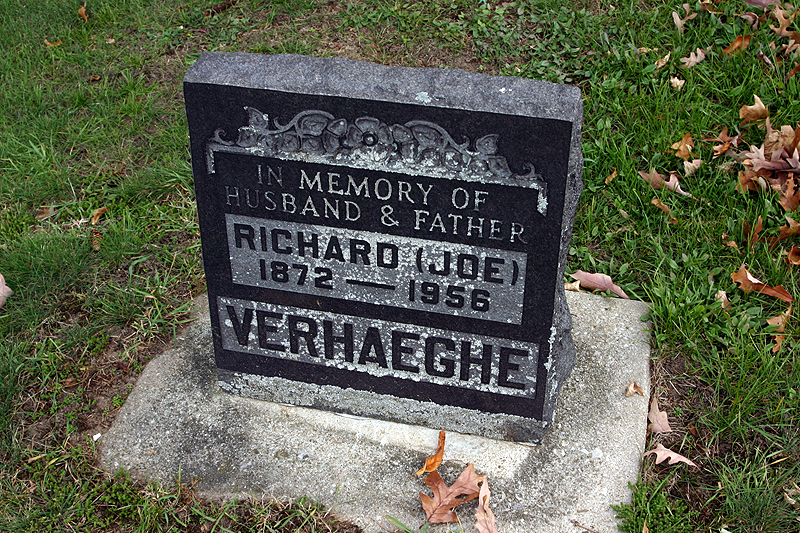 IN MEMORY OF
HUSBAND & FATHER
RICHARD (JOE)
1872 — 1956
VERHAEGHE